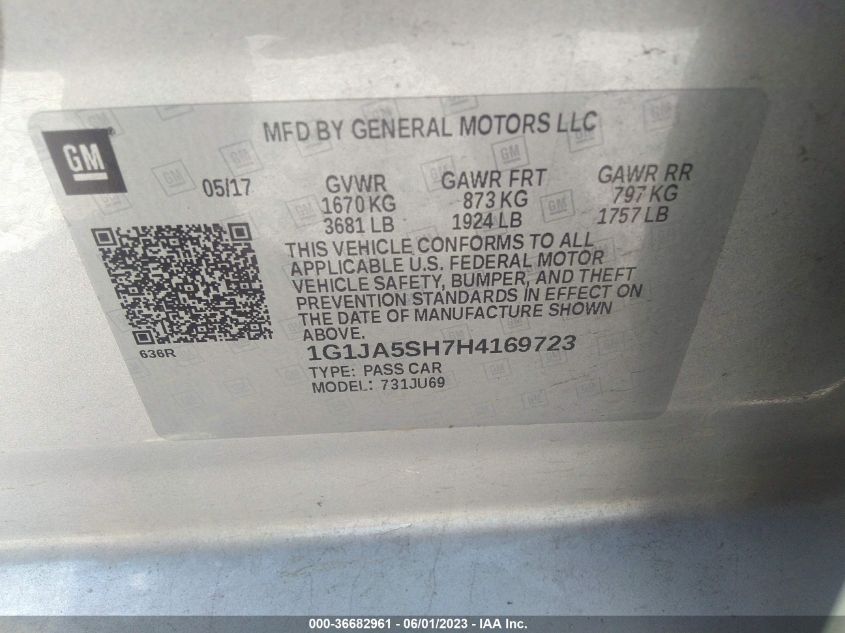 MFD BY GENERAL MOTORS LLC
GM
05/17 GVWR GAWR FRT GAWR RR
1670 KG 873 KG 797 KG
3681 LB 1924 LB 1757 LB
THIS VEHICLE CONFORMS TO ALL
APPLICABLE U.S. FEDERAL MOTOR
VEHICLE SAFETY, BUMPER, AND THEFT
PREVENTION STANDARDS IN EFFECT ON
THE DATE OF MANUFACTURE SHOWN
ABOVE.
636R
1G1JA5SH7H4169723
TYPE: PASS CAR
MODEL: 731JU69
000-36682961 - 06/01/2023 - IAA Inc.